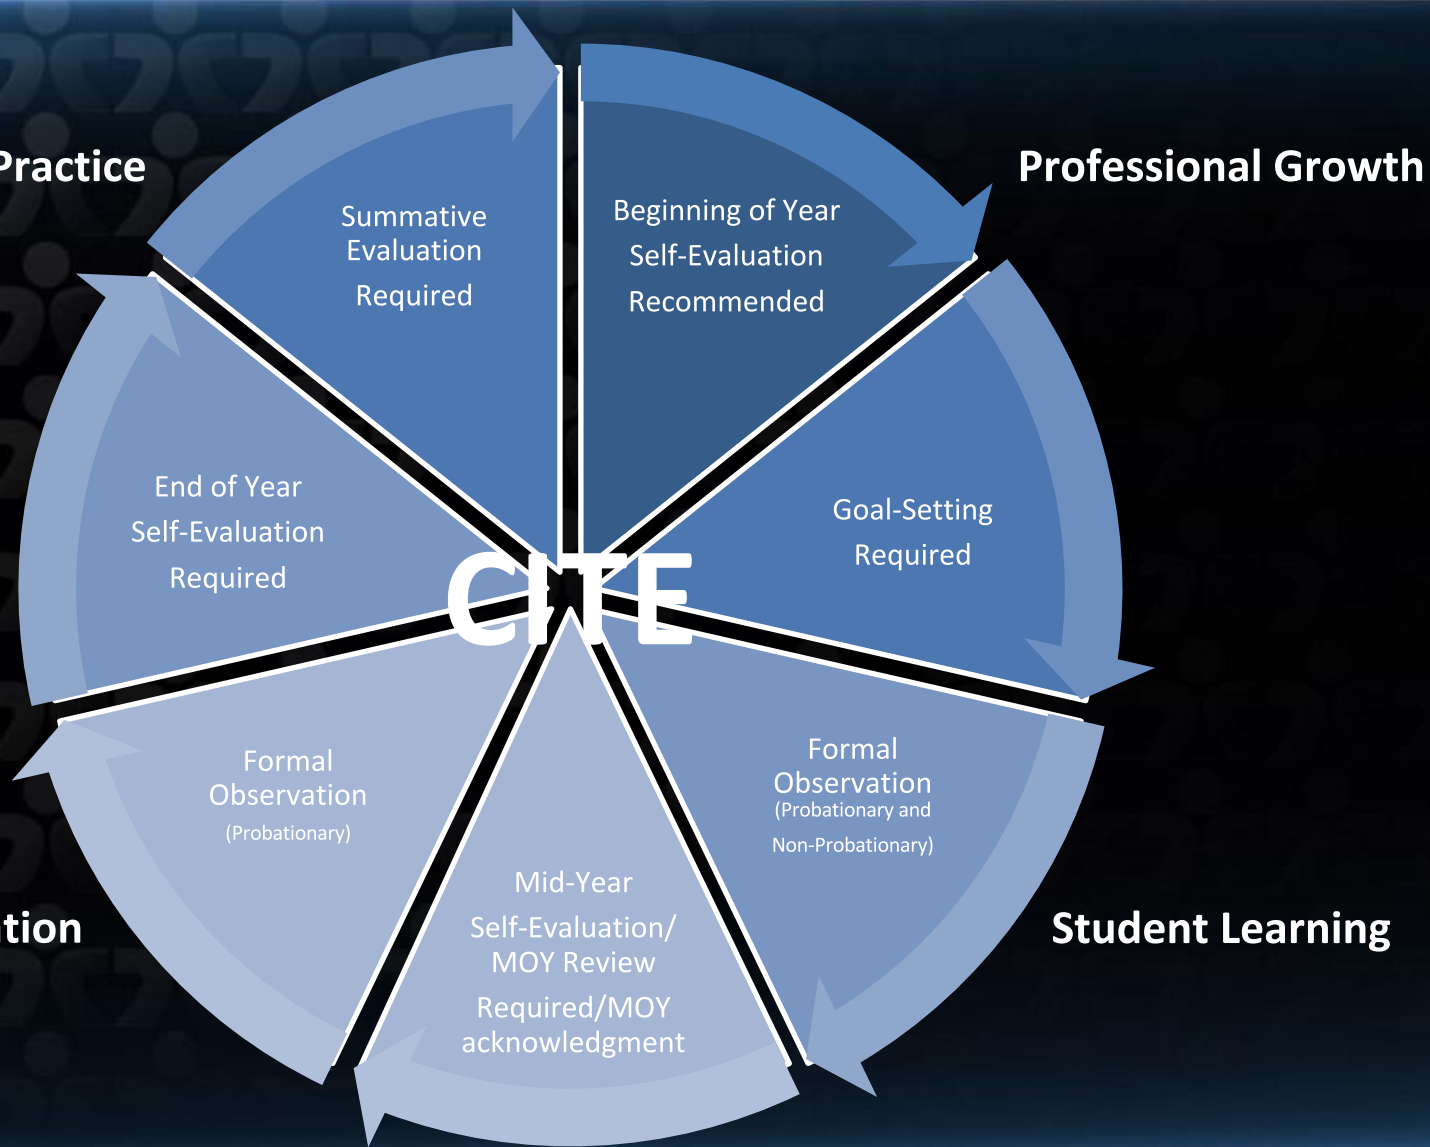 Practice
Professional Growth
Summative
Evaluation
Required
Beginning of Year
Self-Evaluation
Recommended
End of Year
Self-Evaluation
Required
Goal-Setting
Required
CITE
Formal
Observation
(Probationary)
Formal
Observation
(Probationary and
Non-Probationary)
Mid-Year
Self-Evaluation/
MOY Review
Required/MOY
acknowledgment
Student Learning